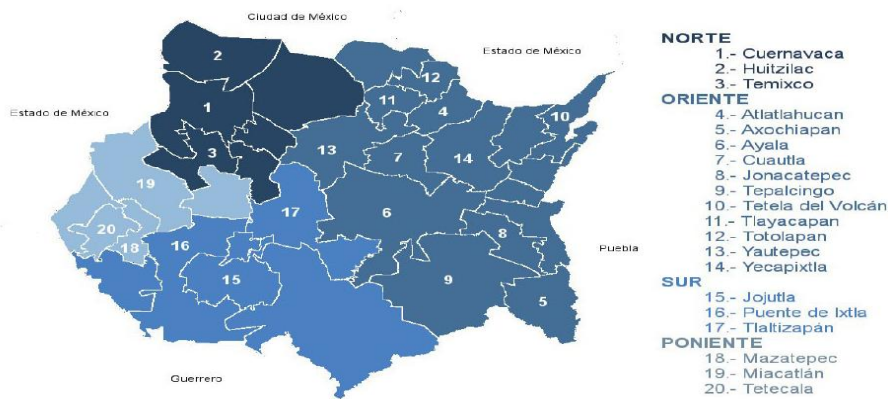 Ciudad de México
Estado de México
Estado de México
Puebla
Guerrero
2
12
11
4
10
1
3
13
7
14
19
17
6
20
18
16
8
15
9
5
NORTE
1.- Cuernavaca
2.- Huitzilac
3.- Temixco
ORIENTE
4.- Atlatlahucan
5.- Axochiapan
6.- Ayala
7.- Cuautla
8.- Jonacatepec
9.- Tepalcingo
10.- Tetela del Volcán
11.- Tlayacapan
12.- Totolapan
13.- Yautepec
14.- Yecapixtla
SUR
15.- Jojutla
16.- Puente de Ixtla
17.- Tlaltizapán
PONIENTE
18.- Mazatepec
19.- Miacatlán
20.- Tetecala